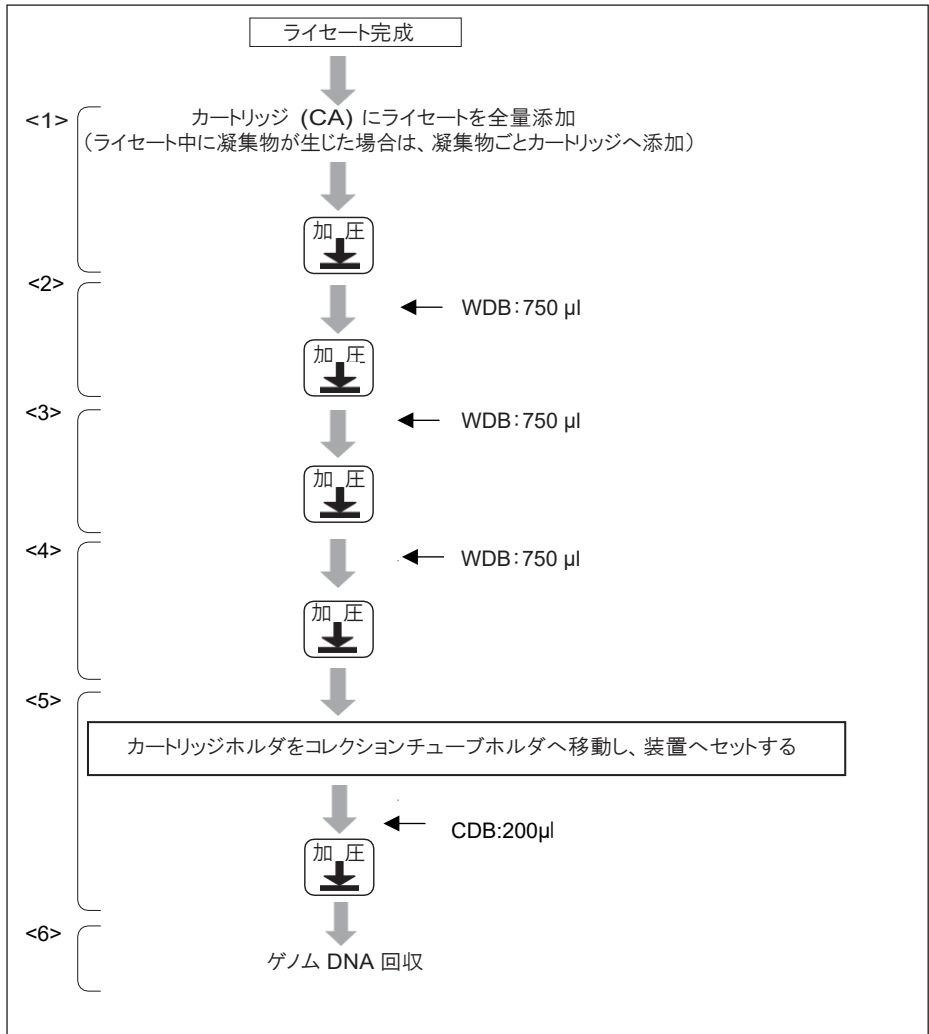 ライセート完成
<1>
カートリッジ (CA) にライセートを全量添加
（ライセート中に凝集物が生じた場合は、凝集物ごとカートリッジへ添加）
加 圧
<2>
WDB：750 µl
加 圧
<3>
WDB：750 µl
加 圧
<4>
WDB：750 µl
加 圧
<5>
カートリッジホルダをコレクションチューブホルダへ移動し、装置へセットする
CDB:200µl
加 圧
<6>
ゲノム DNA 回収